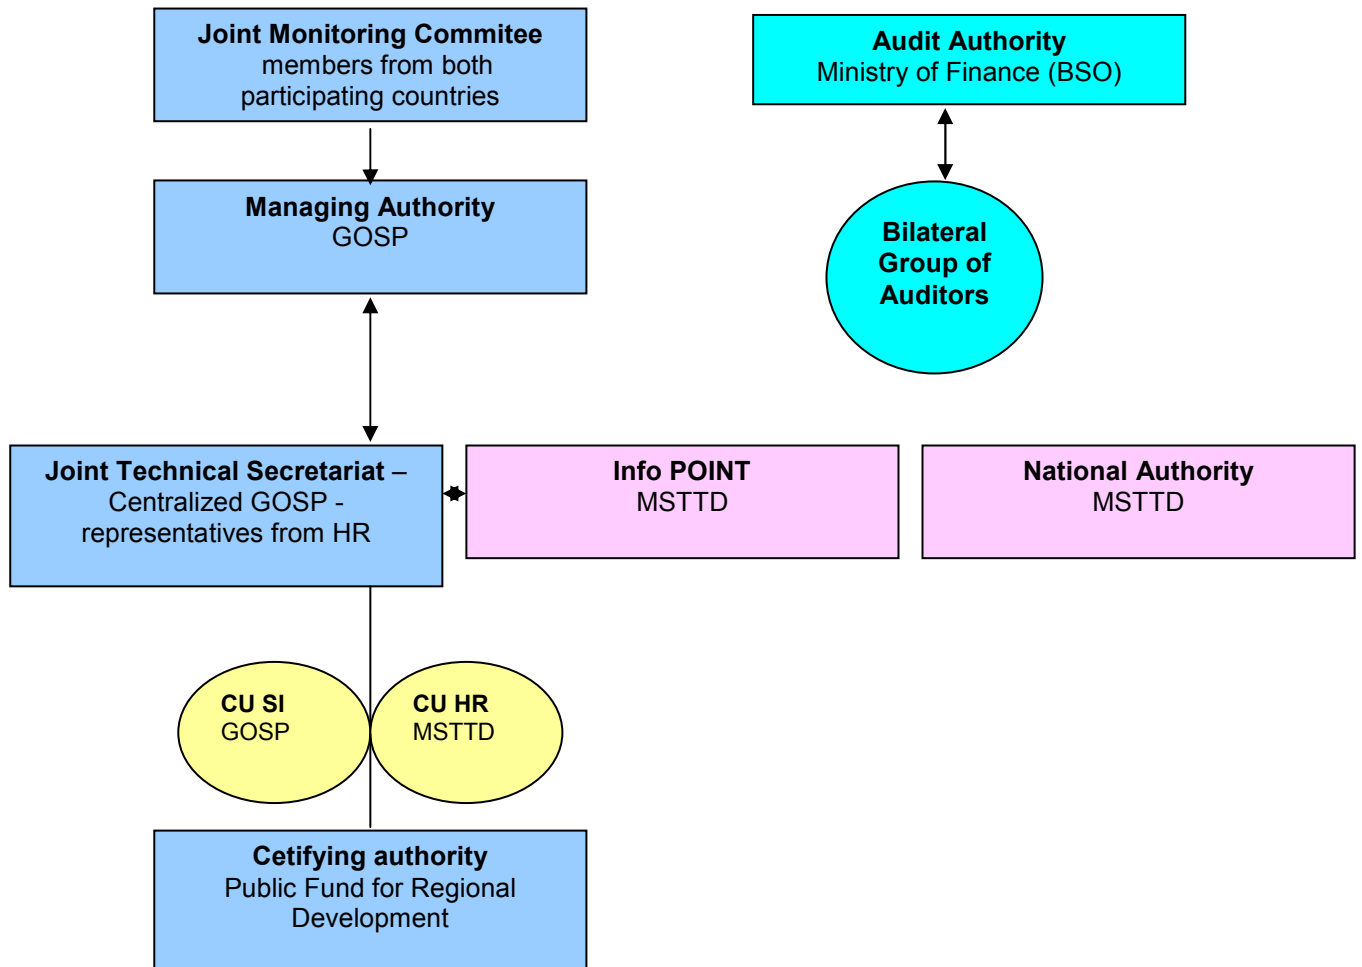 Joint Monitoring Commitee
members from both
participating countries
Audit Authority
Ministry of Finance (BSO)
Managing Authority
GOSP
Bilateral
Group of
Auditors
Joint Technical Secretariat –
Centralized GOSP -
representatives from HR
Info POINT
MSTTD
National Authority
MSTTD
CU SI
GOSP
CU HR
MSTTD
Cetifying authority
Public Fund for Regional
Development